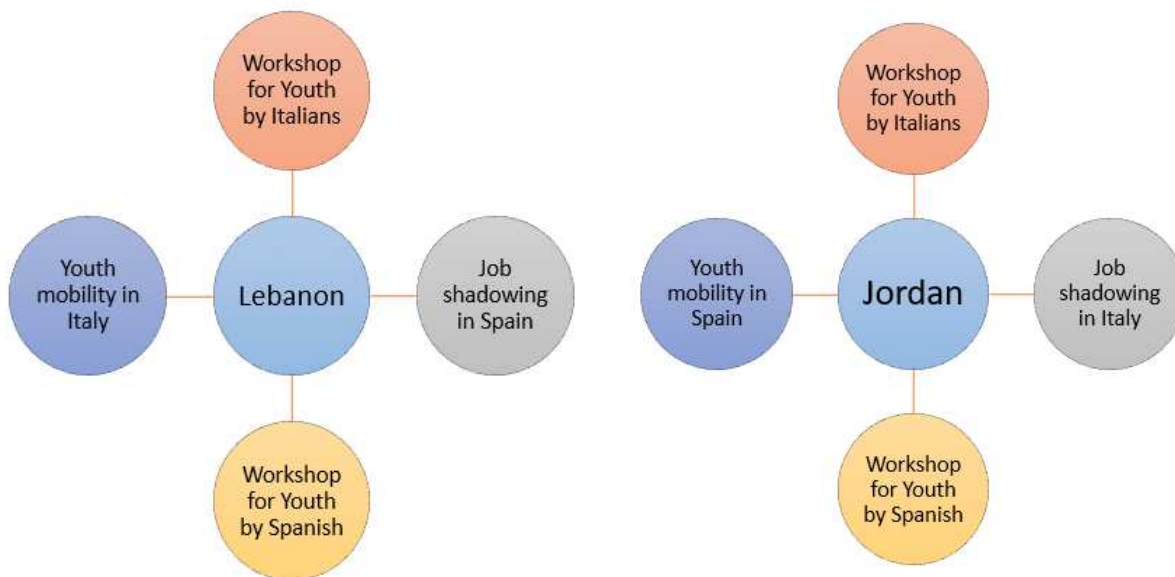 Workshop
for Youth
by Italians
Youth
mobility in
Italy
Lebanon
Job
shadowing
in Spain
Workshop
for Youth
by Spanish
Workshop
for Youth
by Italians
Youth
mobility in
Spain
Jordan
Job
shadowing
in Italy
Workshop
for Youth
by Spanish